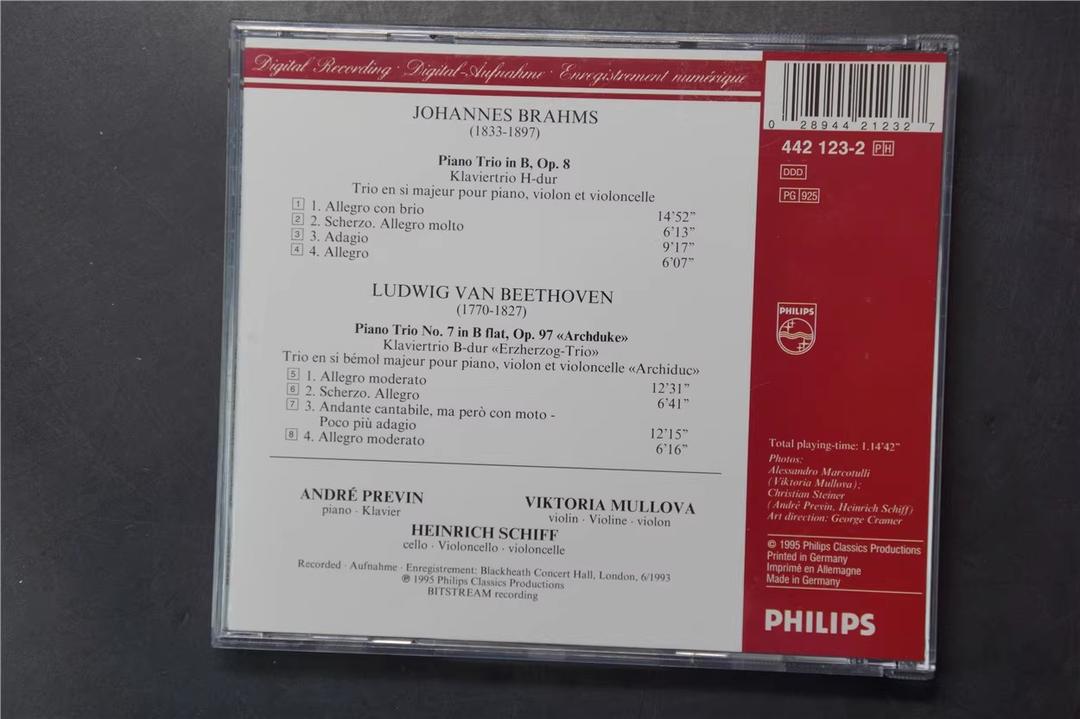 Digital Recording · Digital-Aufnahme · Enregistrement numérique
JOHANNES BRAHMS
(1833-1897)
Piano Trio in B, Op. 8
Klaviertrio H-dur
Trio en si majeur pour piano, violon et violoncelle
1 1. Allegro con brio 14’52”
2 2. Scherzo. Allegro molto 6’13”
3 3. Adagio 9’17”
4 4. Allegro 6’07”
LUDWIG VAN BEETHOVEN
(1770-1827)
Piano Trio No. 7 in B flat, Op. 97 «Archduke»
Klaviertrio B-dur «Erzherzog-Trio»
Trio en si bémol majeur pour piano, violon et violoncelle «Archiduc»
5 1. Allegro moderato 12’31”
6 2. Scherzo. Allegro 6’41”
7 3. Andante cantabile, ma però con moto -
Poco più adagio 12’15”
8 4. Allegro moderato 6’16”
ANDRÉ PREVIN
piano · Klavier
VIKTORIA MULLOVA
violin · Violine · violon
HEINRICH SCHIFF
cello · Violoncello · violoncelle
Recorded · Aufnahme · Enregistrement: Blackheath Concert Hall, London, 6/1993
℗ 1995 Philips Classics Productions
BITSTREAM recording
0 28944 21232 7
442 123-2 PH
DDD
PG 925
PHILIPS
Total playing-time: 1.14’42”
Photos:
Alessandro Marcotulli
(Viktoria Mullova);
Christian Steiner
(André Previn, Heinrich Schiff)
Art direction: George Cramer
© 1995 Philips Classics Productions
Printed in Germany
Imprimé en Allemagne
Made in Germany
PHILIPS